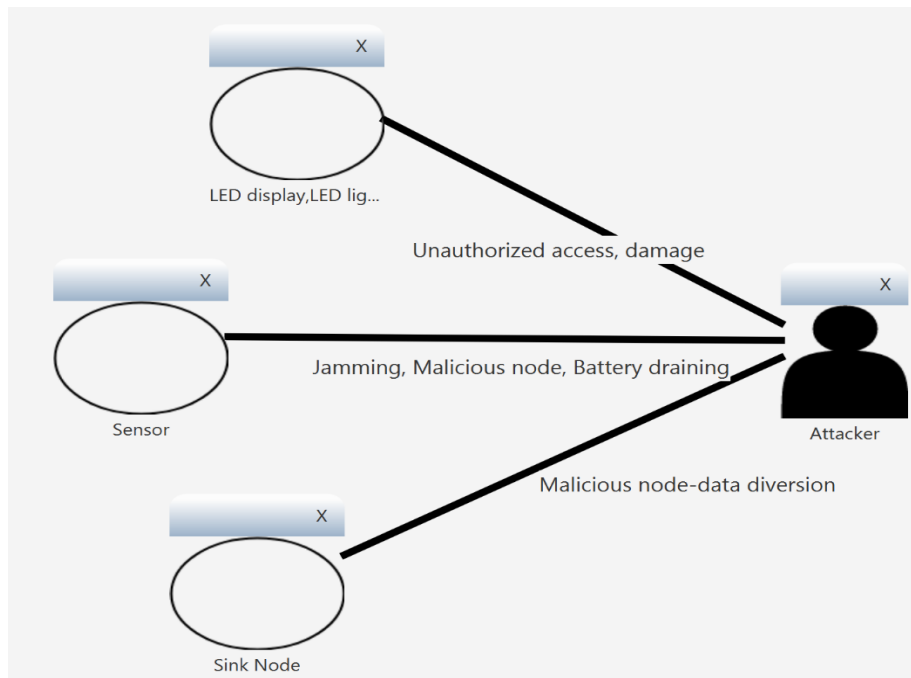 X
LED display,LED lig...
Unauthorized access, damage
X
X
Jamming, Malicious node, Battery draining
Sensor
Attacker
Malicious node-data diversion
X
Sink Node